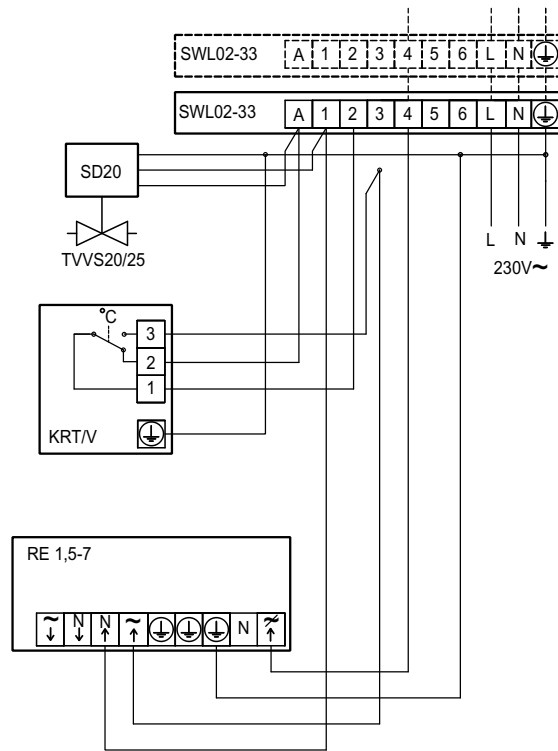 SWL02-33 A 1 2 3 4 5 6 L N
SWL02-33 A 1 2 3 4 5 6 L N
SD20
TVVS20/25
L N
230V~
°C
3
2
1
KRT/V
RE 1,5-7
~ N N ~ N ~